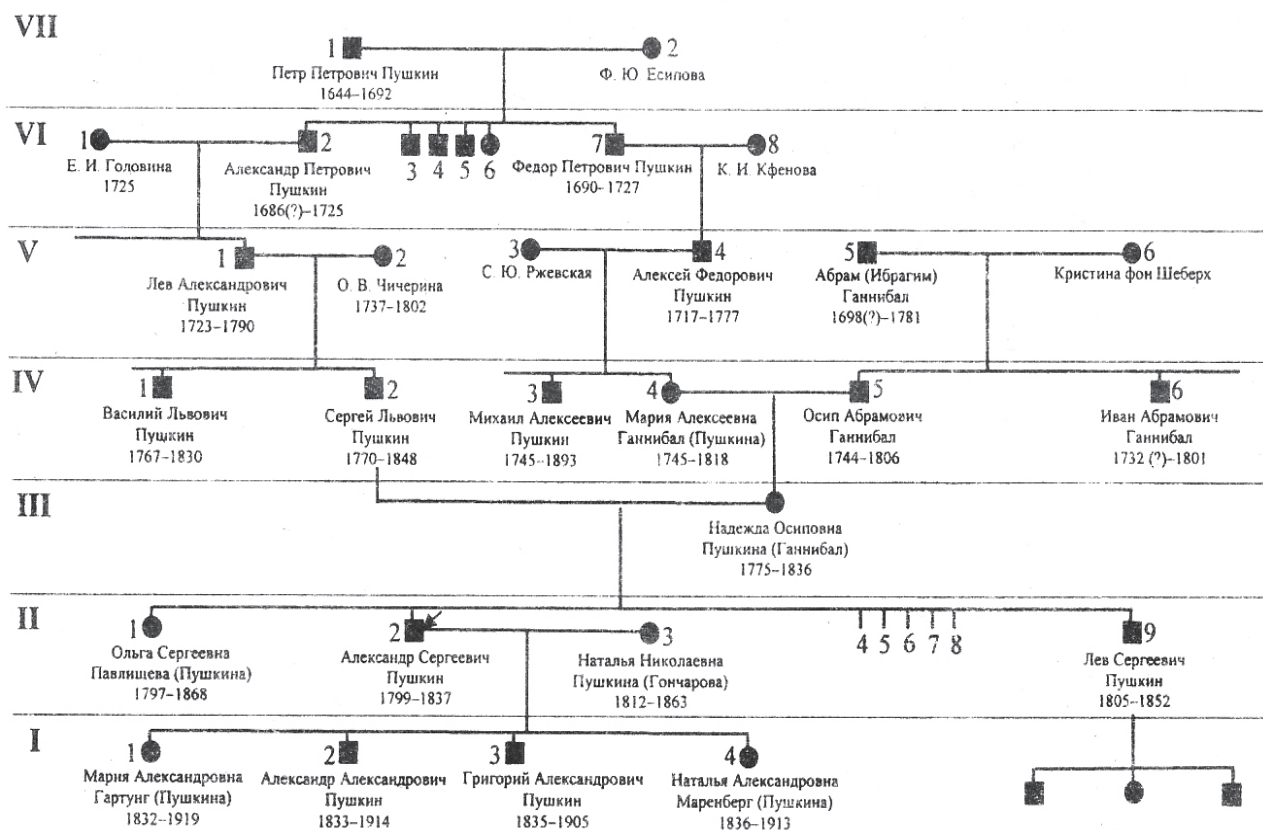 VII
1 2
Петр Петрович Пушкин
1644–1692
Ф. Ю. Есипова
VI
1 2 3 4 5 6 7 8
Е. И. Головина
1725
Александр Петрович
Пушкин
1686(?)–1725
Федор Петрович Пушкин
1690–1727
К. И. Кфенова
V
1 2 3 4 5 6
Лев Александрович
Пушкин
1723–1790
О. В. Чичерина
1737–1802
С. Ю. Ржевская
Алексей Федорович
Пушкин
1717–1777
Абрам (Ибрагим)
Ганнибал
1698(?)–1781
Кристина фон Шеберх
IV
1 2 3 4 5 6
Василий Львович
Пушкин
1767–1830
Сергей Львович
Пушкин
1770–1848
Михаил Алексеевич
Пушкин
1745–1893
Мария Алексеевна
Ганнибал (Пушкина)
1745–1818
Осип Абрамович
Ганнибал
1744–1806
Иван Абрамович
Ганнибал
1732 (?)–1801
III
Надежда Осиповна
Пушкина (Ганнибал)
1775–1836
II
1 2 3 4 5 6 7 8 9
Ольга Сергеевна
Павлищева (Пушкина)
1797–1868
Александр Сергеевич
Пушкин
1799–1837
Наталья Николаевна
Пушкина (Гончарова)
1812–1863
Лев Сергеевич
Пушкин
1805–1852
I
1 2 3 4
Мария Александровна
Гартунг (Пушкина)
1832–1919
Александр Александрович
Пушкин
1833–1914
Григорий Александрович
Пушкин
1835–1905
Наталья Александровна
Маренберг (Пушкина)
1836–1913